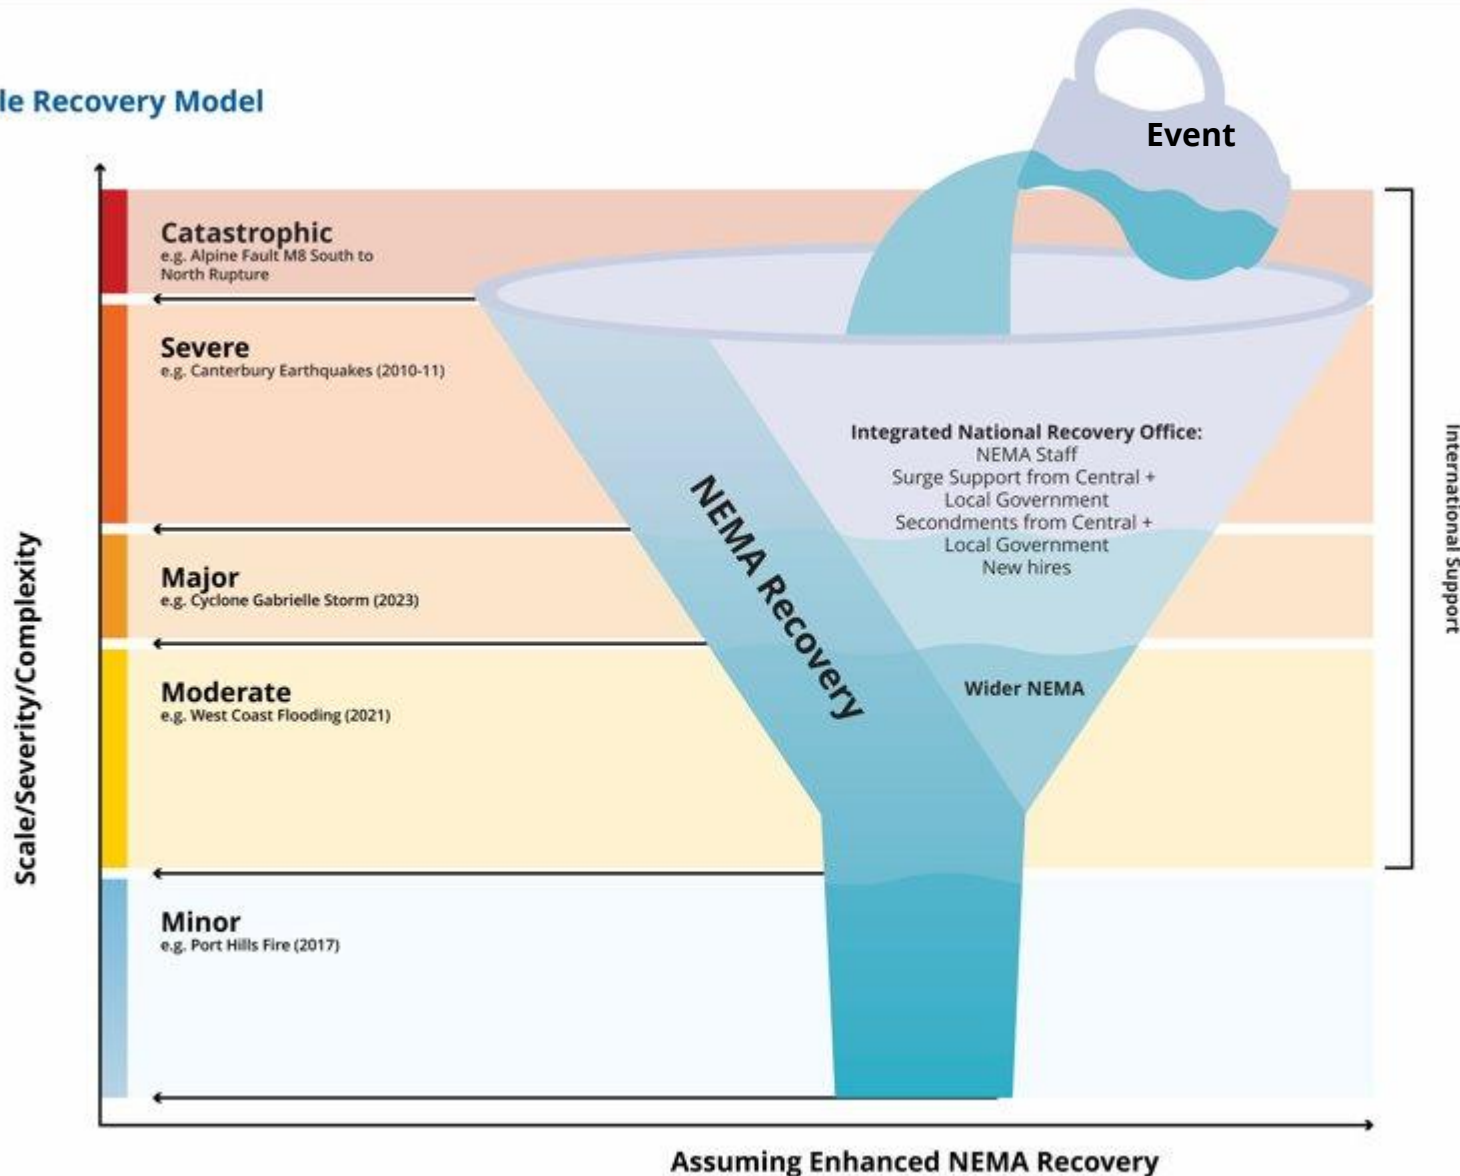 le Recovery Model
Event
Catastrophic
e.g. Alpine Fault M8 South to
North Rupture
Severe
e.g. Canterbury Earthquakes (2010-11)
Integrated National Recovery Office:
NEMA Staff
Surge Support from Central +
Local Government
Secondments from Central +
Local Government
New hires
NEMA Recovery
Major
e.g. Cyclone Gabrielle Storm (2023)
Moderate
e.g. West Coast Flooding (2021)
Wider NEMA
Minor
e.g. Port Hills Fire (2017)
Scale/Severity/Complexity
International Support
Assuming Enhanced NEMA Recovery